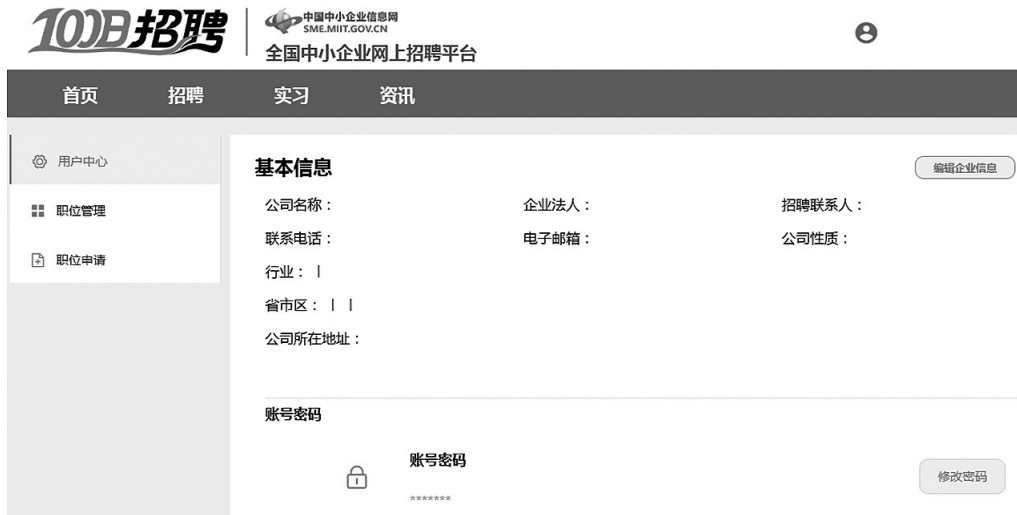 100日招聘
中国中小企业信息网
SME.MIIT.GOV.CN
全国中小企业网上招聘平台
首页 招聘 实习 资讯
用户中心
职位管理
职位申请
基本信息 编辑企业信息
公司名称： 企业法人： 招聘联系人：
联系电话： 电子邮箱： 公司性质：
行业： |
省市区： | |
公司所在地址：
账号密码
账号密码
*******
修改密码